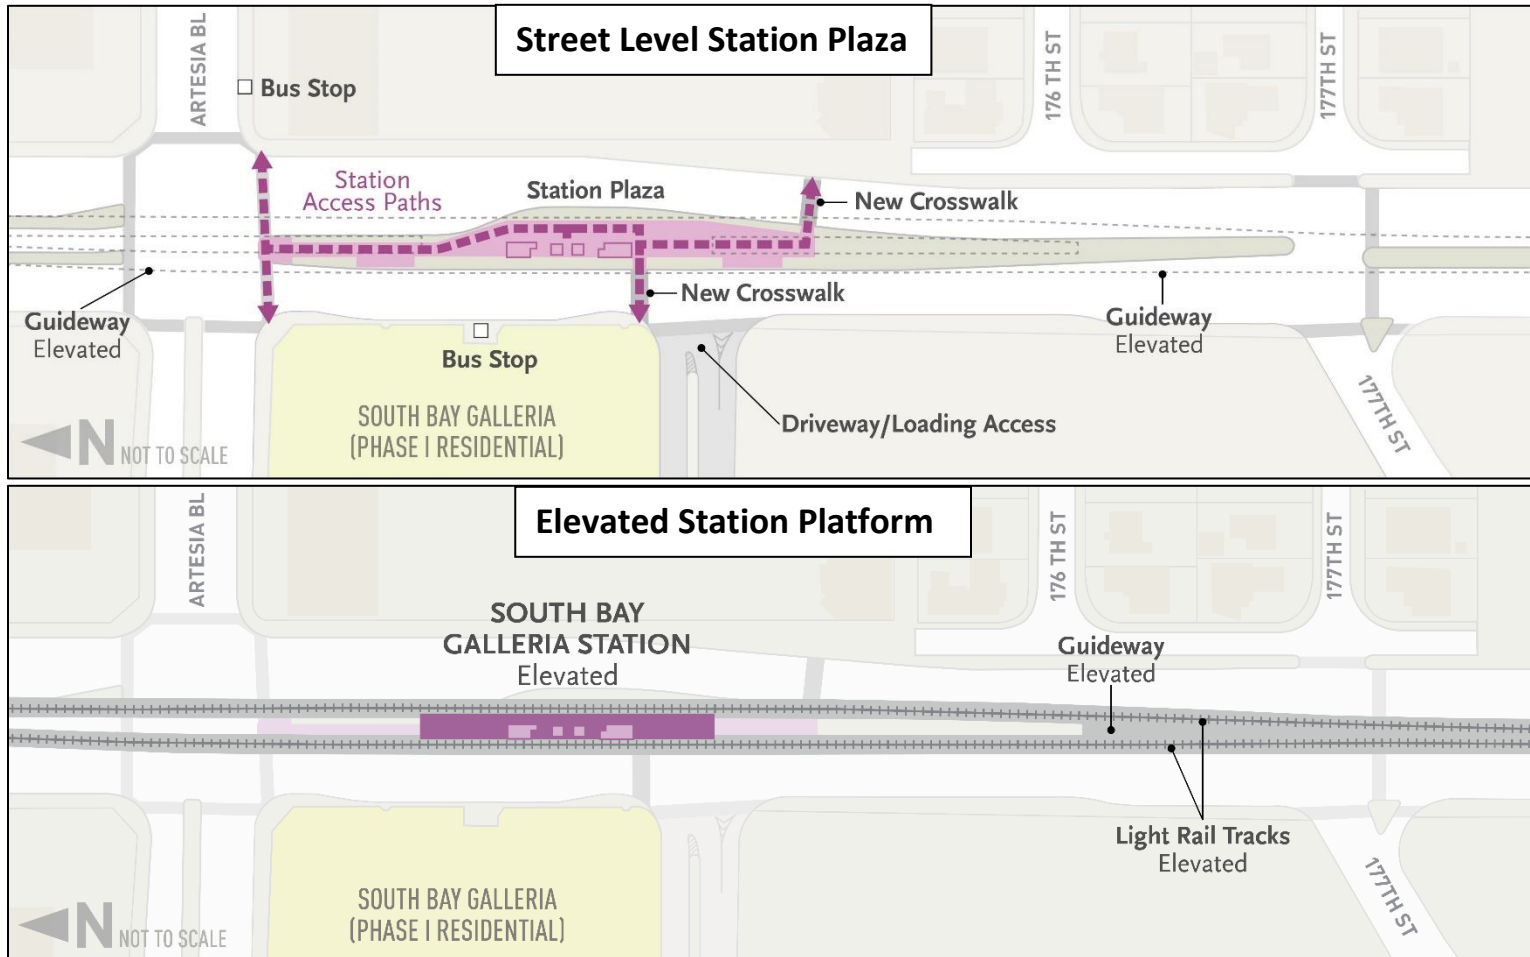 Street Level Station Plaza
ARTESIA BL
Bus Stop
176 TH ST
177TH ST
Station
Access Paths
Station Plaza
New Crosswalk
New Crosswalk
Guideway
Elevated
Guideway
Elevated
Bus Stop
SOUTH BAY GALLERIA
(PHASE I RESIDENTIAL)
Driveway/Loading Access
177TH ST
N NOT TO SCALE
Elevated Station Platform
ARTESIA BL
176 TH ST
177TH ST
SOUTH BAY
GALLERIA STATION
Elevated
Guideway
Elevated
Light Rail Tracks
Elevated
SOUTH BAY GALLERIA
(PHASE I RESIDENTIAL)
177TH ST
N NOT TO SCALE